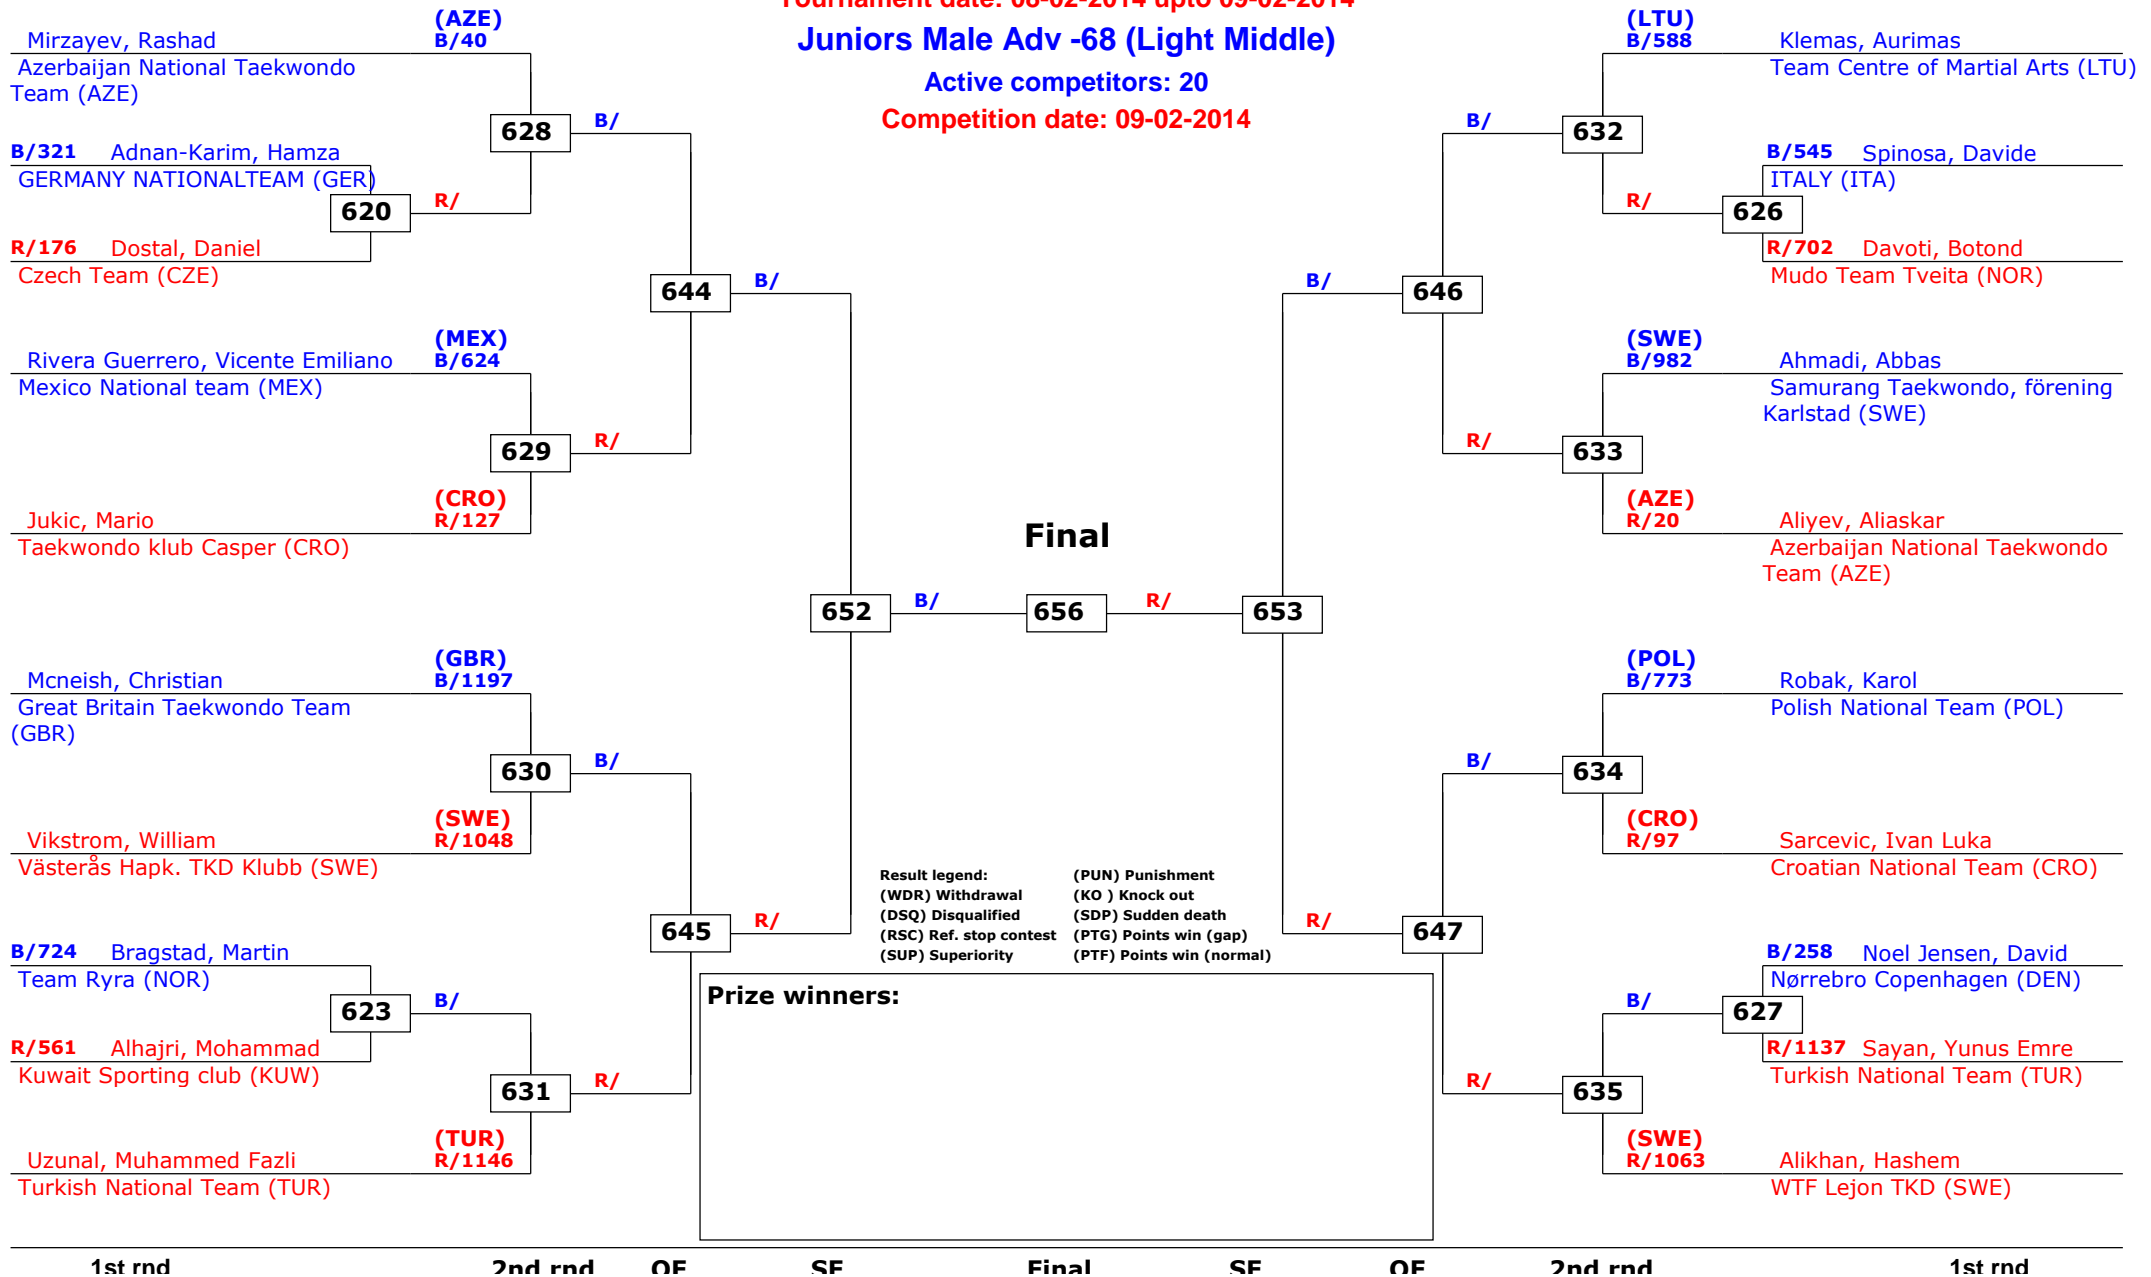 Tournament date: 08-02-2014 upto 09-02-2014
Juniors Male Adv -68 (Light Middle)
Active competitors: 20
Competition date: 09-02-2014
(AZE)
Mirzayev, Rashad B/40
Azerbaijan National Taekwondo
Team (AZE)
628 B/
B/321 Adnan-Karim, Hamza
GERMANY NATIONALTEAM (GER)
620 R/
R/176 Dostal, Daniel
Czech Team (CZE)
644 B/
(MEX)
Rivera Guerrero, Vicente Emiliano B/624
Mexico National team (MEX)
629 R/
(CRO)
Jukic, Mario R/127
Taekwondo klub Casper (CRO)
652 B/
(GBR)
Mcneish, Christian B/1197
Great Britain Taekwondo Team
(GBR)
630 B/
(SWE)
Vikstrom, William R/1048
Västerås Hapk. TKD Klubb (SWE)
645 R/
B/724 Bragstad, Martin
Team Ryra (NOR)
623 B/
R/561 Alhajri, Mohammad
Kuwait Sporting club (KUW)
631 R/
(TUR)
Uzunal, Muhammed Fazli R/1146
Turkish National Team (TUR)
Final
656
(LTU)
B/588 Klemas, Aurimas
Team Centre of Martial Arts (LTU)
B/ 632
B/545 Spinosa, Davide
ITALY (ITA)
R/ 626
R/702 Davoti, Botond
Mudo Team Tveita (NOR)
B/ 646
(SWE)
B/982 Ahmadi, Abbas
Samurang Taekwondo, förening
Karlstad (SWE)
R/ 633
(AZE)
R/20 Aliyev, Aliaskar
Azerbaijan National Taekwondo
Team (AZE)
R/ 653
(POL)
B/773 Robak, Karol
Polish National Team (POL)
B/ 634
(CRO)
R/97 Sarcevic, Ivan Luka
Croatian National Team (CRO)
R/ 647
B/258 Noel Jensen, David
Nørrebro Copenhagen (DEN)
B/ 627
R/1137 Sayan, Yunus Emre
Turkish National Team (TUR)
R/ 635
(SWE)
R/1063 Alikhan, Hashem
WTF Lejon TKD (SWE)
Result legend: (PUN) Punishment
(WDR) Withdrawal (KO ) Knock out
(DSQ) Disqualified (SDP) Sudden death
(RSC) Ref. stop contest (PTG) Points win (gap)
(SUP) Superiority (PTF) Points win (normal)
Prize winners:
1st rnd 2nd rnd QF SF Final SF QF 2nd rnd 1st rnd